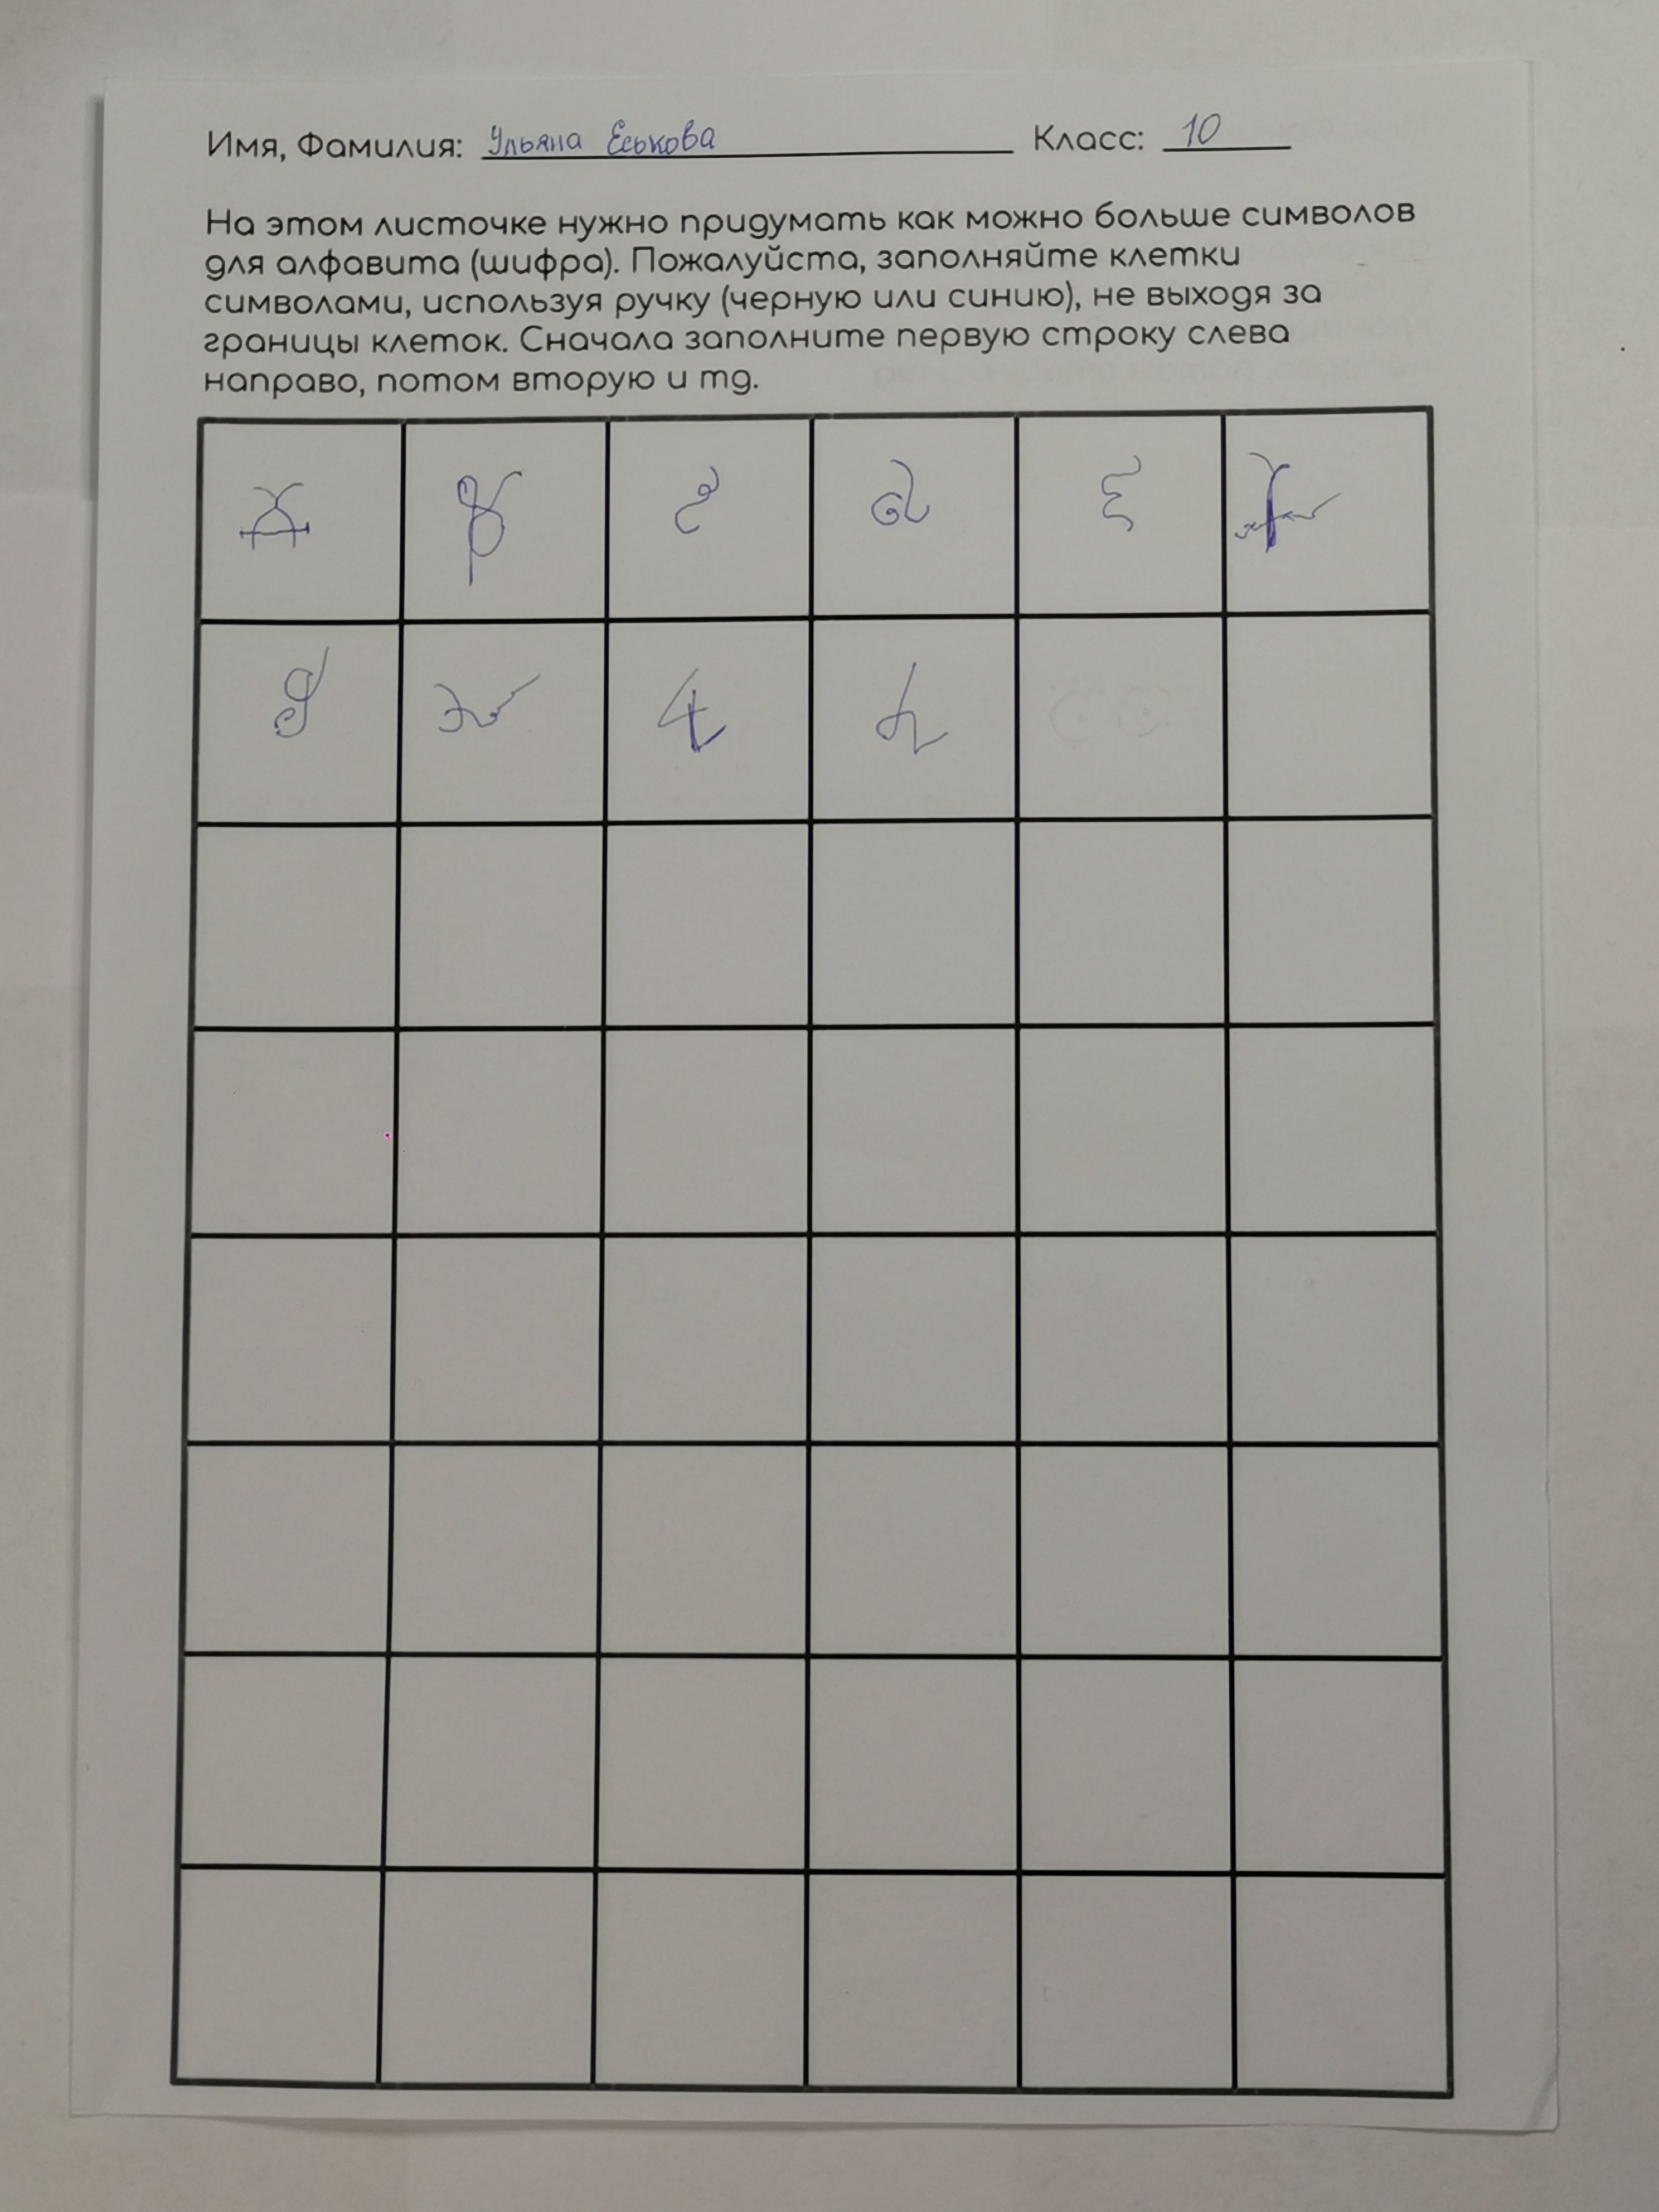 Имя, Фамилия: Ульяна Еськова Класс: 10
На этом листочке нужно придумать как можно больше символов
для алфавита (шифра). Пожалуйста, заполняйте клетки
символами, используя ручку (черную или синию), не выходя за
границы клеток. Сначала заполните первую строку слева
направо, потом вторую и тд.